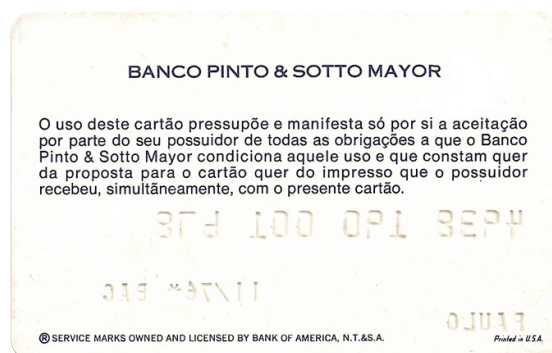 BANCO PINTO & SOTTO MAYOR
O uso deste cartão pressupõe e manifesta só por si a aceitação
por parte do seu possuidor de todas as obrigações a que o Banco
Pinto & Sotto Mayor condiciona aquele uso e que constam quer
da proposta para o cartão quer do impresso que o possuidor
recebeu, simultâneamente, com o presente cartão.
PAULO
® SERVICE MARKS OWNED AND LICENSED BY BANK OF AMERICA, N.T.&S.A.
Printed in U.S.A.